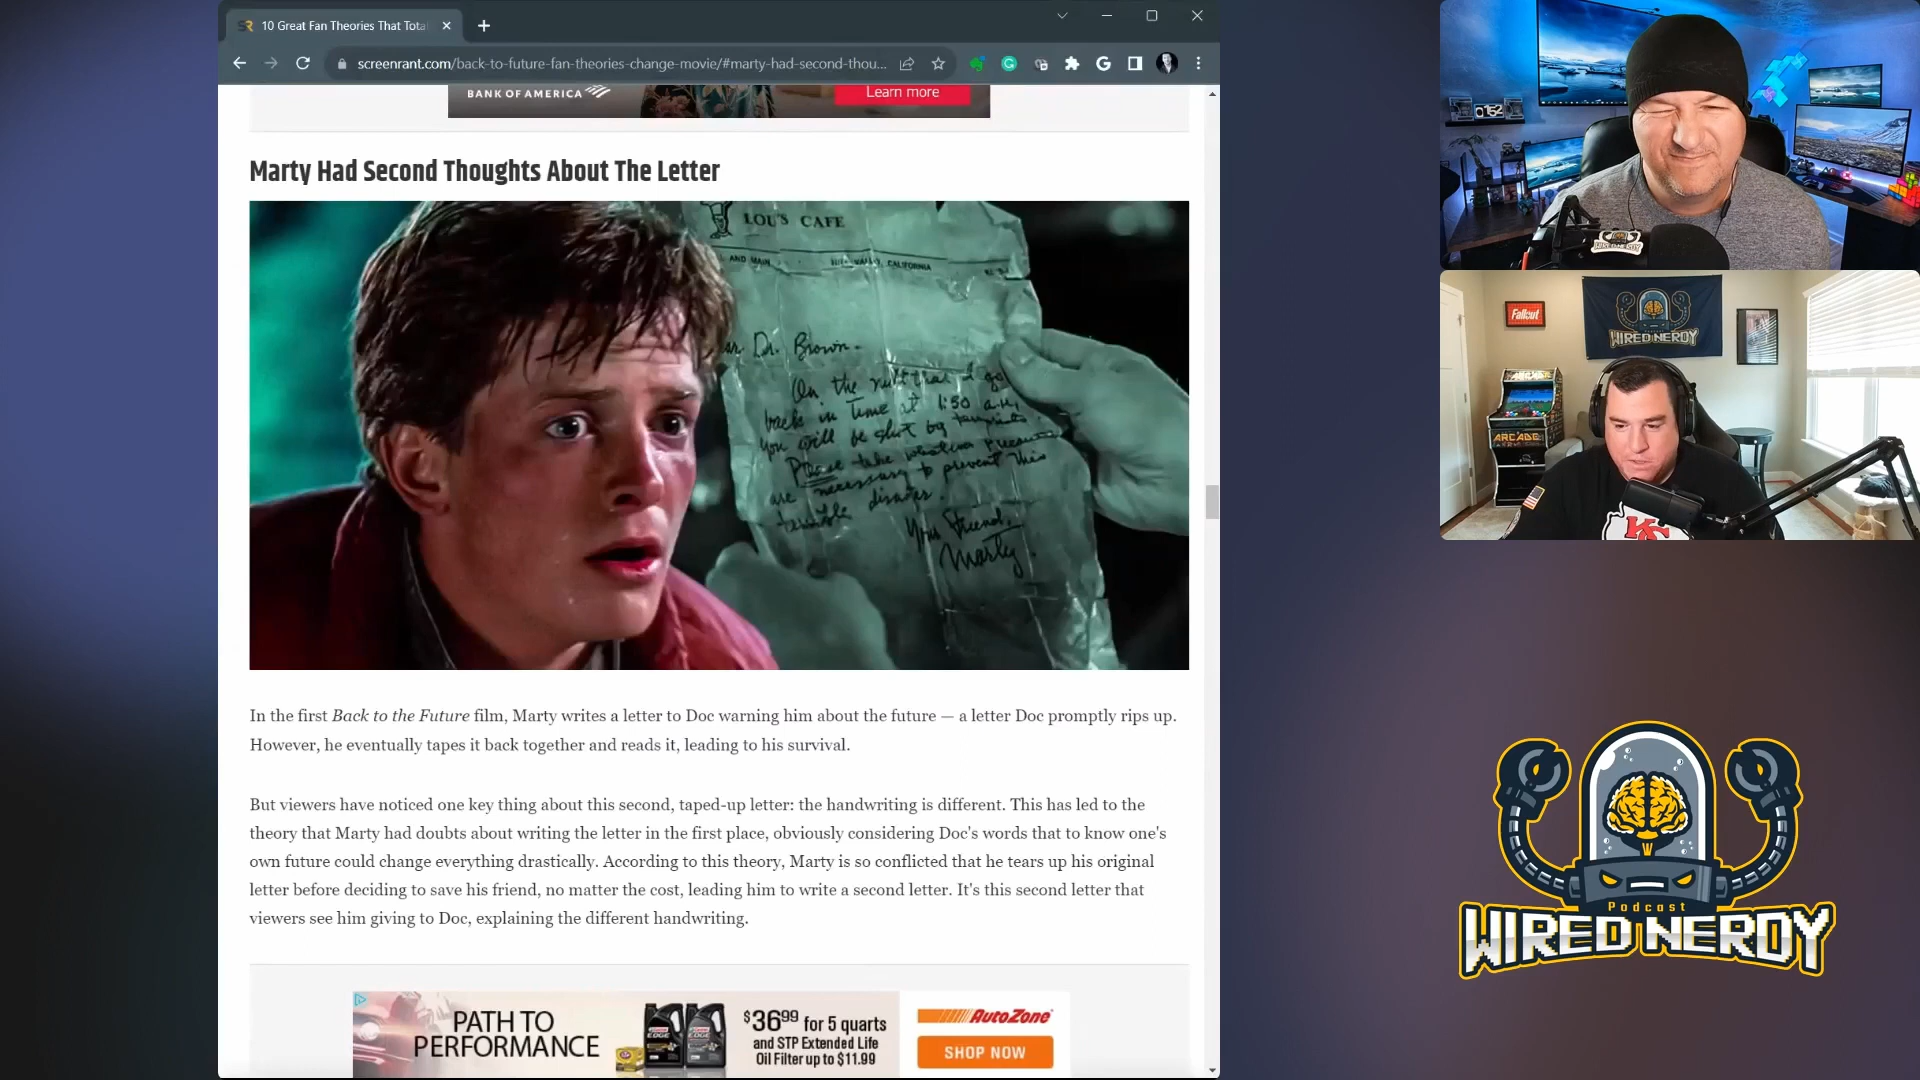 10 Great Fan Theories That Tota
screenrant.com/back-to-future-fan-theories-change-movie/#marty-had-second-thou...
BANK OF AMERICA
Learn more
Marty Had Second Thoughts About The Letter
LOU'S CAFE
AND MAIN
HILL VALLEY, CALIFORNIA
Dr. Brown.
On the night that I go
back in time at 1:50 a.m.
you will be shot by terrorists.
Please take whatever precautions
are necessary to prevent this
terrible disaster.
Your friend,
Marty.
In the first Back to the Future film, Marty writes a letter to Doc warning him about the future — a letter Doc promptly rips up.
However, he eventually tapes it back together and reads it, leading to his survival.
But viewers have noticed one key thing about this second, taped-up letter: the handwriting is different. This has led to the
theory that Marty had doubts about writing the letter in the first place, obviously considering Doc's words that to know one's
own future could change everything drastically. According to this theory, Marty is so conflicted that he tears up his original
letter before deciding to save his friend, no matter the cost, leading him to write a second letter. It's this second letter that
viewers see him giving to Doc, explaining the different handwriting.
PATH TO
PERFORMANCE
$3699 for 5 quarts
and STP Extended Life
Oil Filter up to $11.99
AutoZone
SHOP NOW
WIRED NERDY
Fallout
WIRED NERDY
ARCADE
KC
Podcast
WIRED NERDY